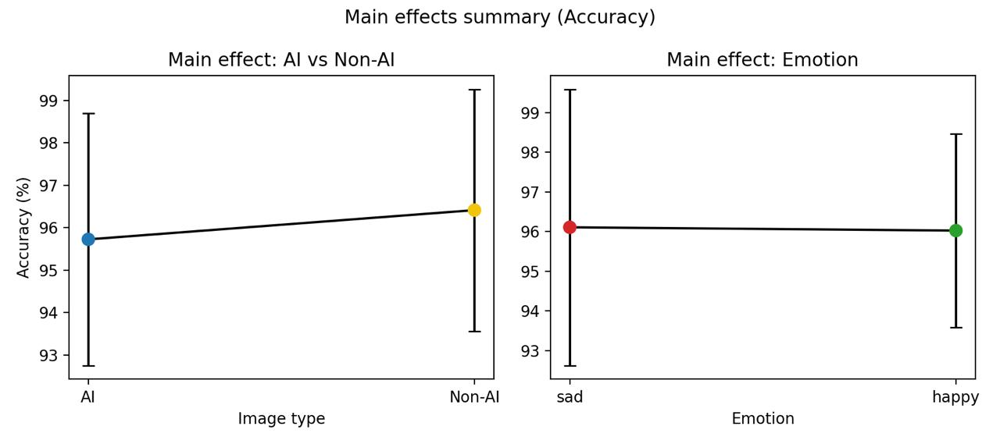 Main effects summary (Accuracy)
Main effect: AI vs Non-AI
Accuracy (%)
99
98
97
96
95
94
93
AI
Non-AI
Image type
Main effect: Emotion
99
98
97
96
95
94
93
sad
happy
Emotion